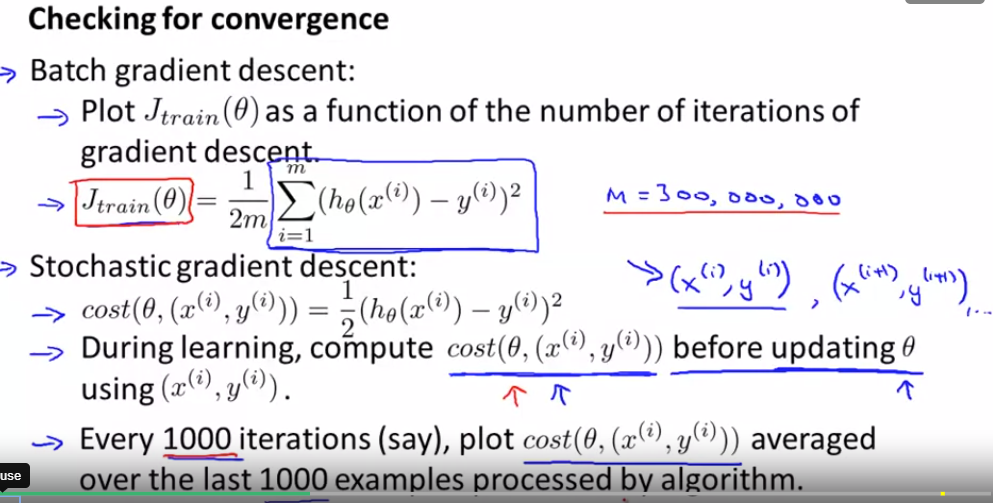 Checking for convergence
→ Batch gradient descent:
→ Plot J_train(θ) as a function of the number of iterations of
gradient descent.
→ J_train(θ) = 1/2m ∑_{i=1}^{m} (h_θ(x^(i)) − y^(i))²
M = 300,000,000
→ Stochastic gradient descent:
→ (x^(i), y^(i)), (x^(i+1), y^(i+1)), ...
→ cost(θ, (x^(i), y^(i))) = 1/2 (h_θ(x^(i)) − y^(i))²
→ During learning, compute cost(θ, (x^(i), y^(i))) before updating θ
using (x^(i), y^(i)).
→ Every 1000 iterations (say), plot cost(θ, (x^(i), y^(i))) averaged
over the last 1000 examples processed by algorithm.
use